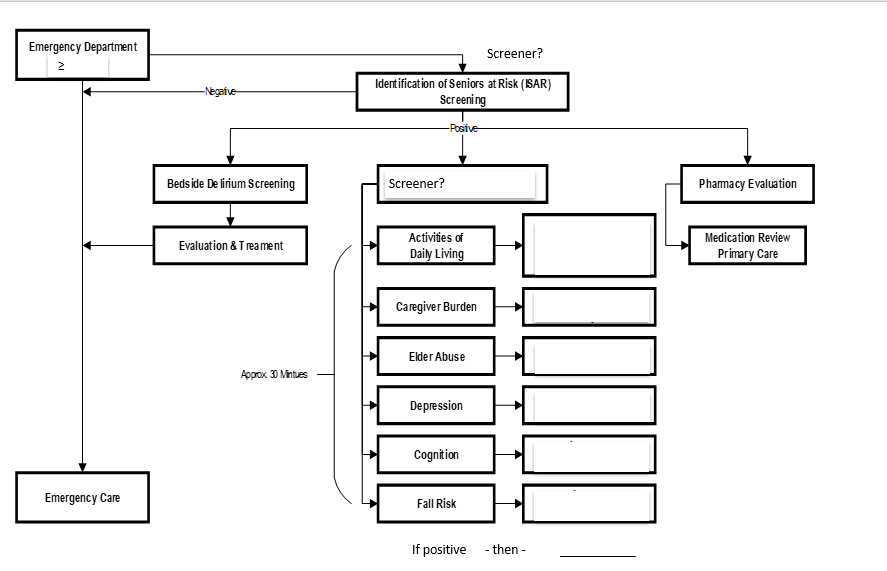 Emergency Department
≥
Screener?
Identification of Seniors at Risk (ISAR)
Screening
Negative
Positive
Bedside Delirium Screening
Screener?
Pharmacy Evaluation
Evaluation & Treament
Activities of
Daily Living
Medication Review
Primary Care
Caregiver Burden
Elder Abuse
Approx. 30 Mintues
Depression
Cognition
Emergency Care
Fall Risk
If positive - then - ___________